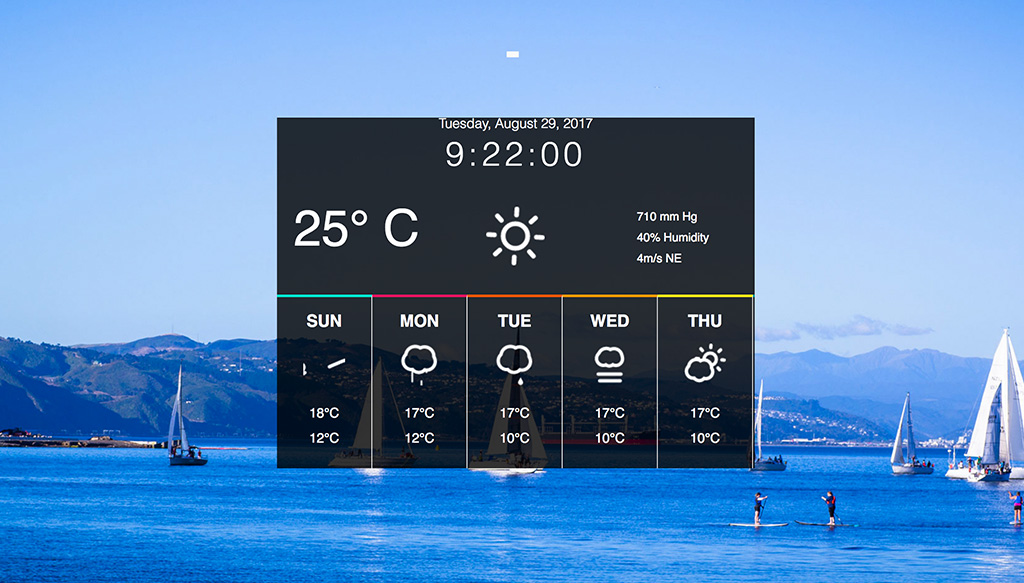 Tuesday, August 29, 2017
9:22:00
25° C
710 mm Hg
40% Humidity
4m/s NE
SUN MON TUE WED THU
18°C 17°C 17°C 17°C 17°C
12°C 12°C 10°C 10°C 10°C